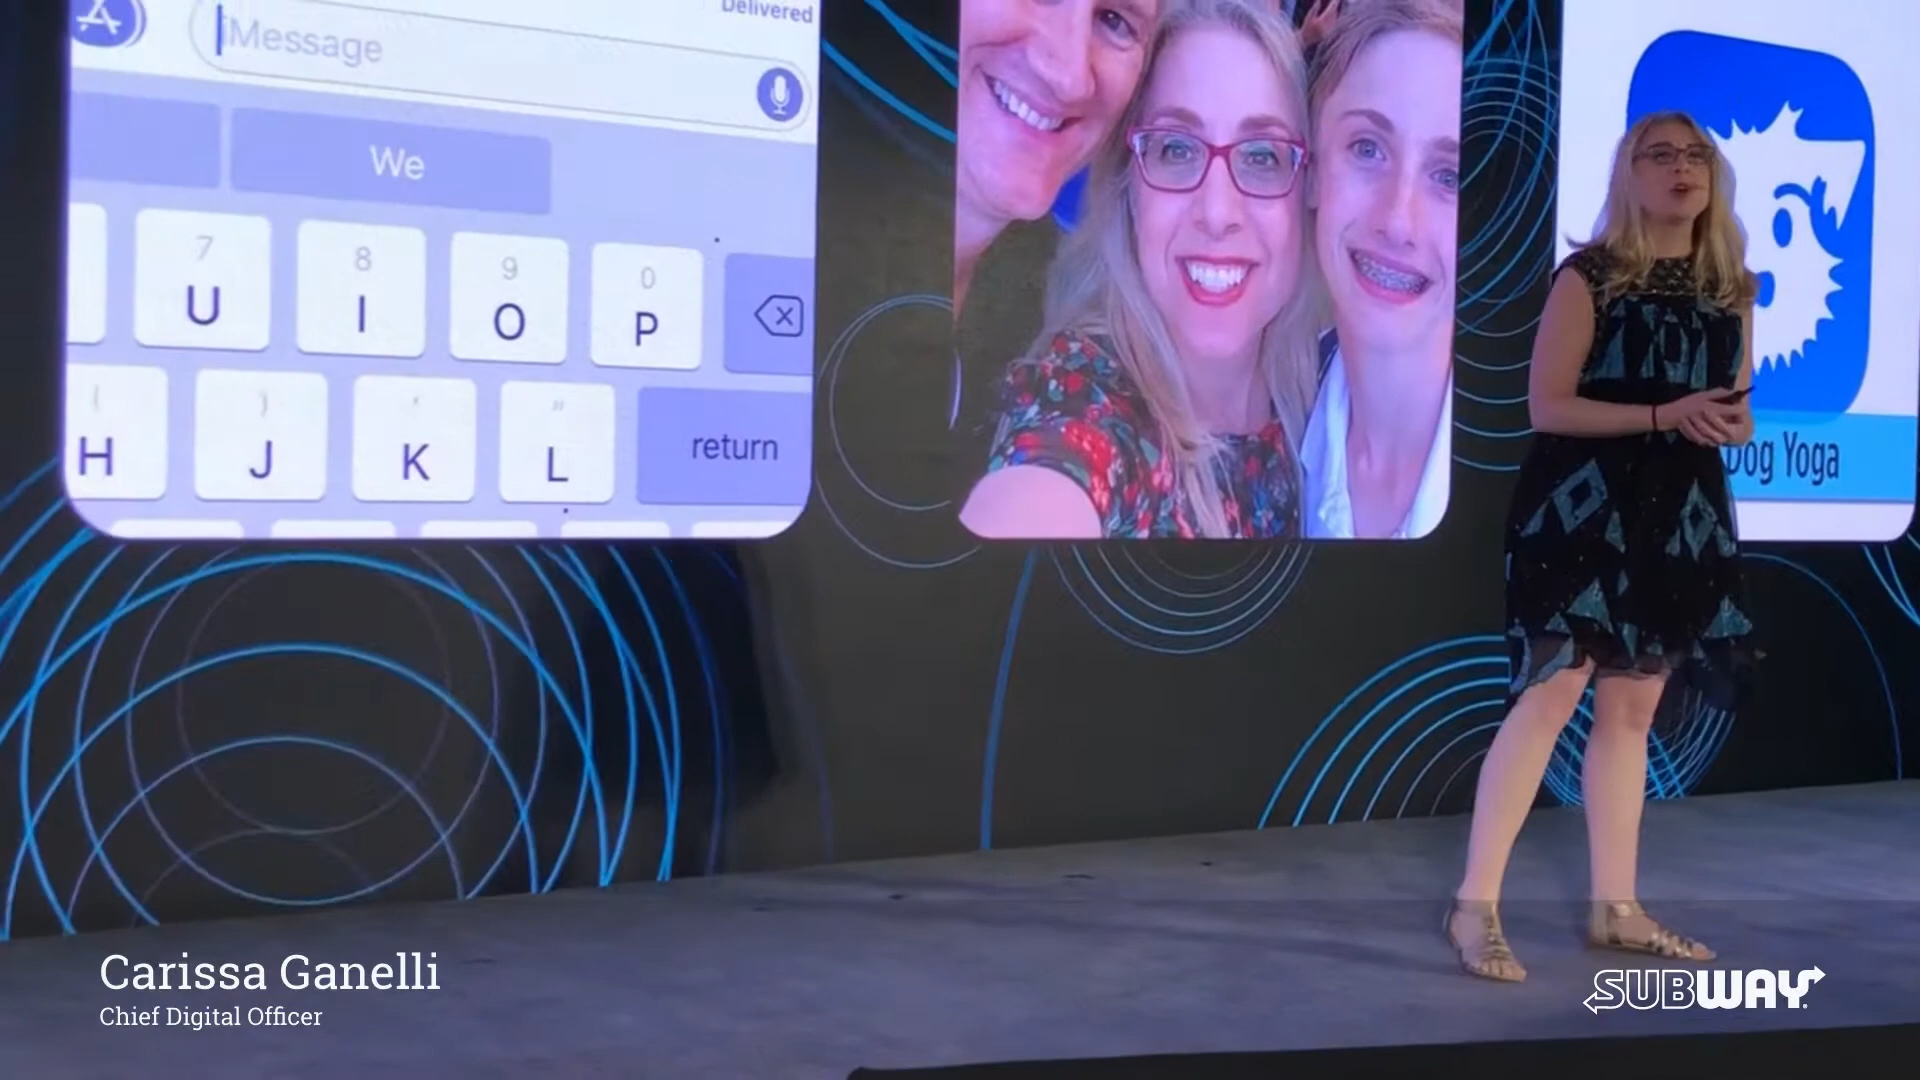 Delivered
iMessage
We
7 8 9 0
U I O P
H J K L return
Dog Yoga
Carissa Ganelli
Chief Digital Officer
SUBWAY